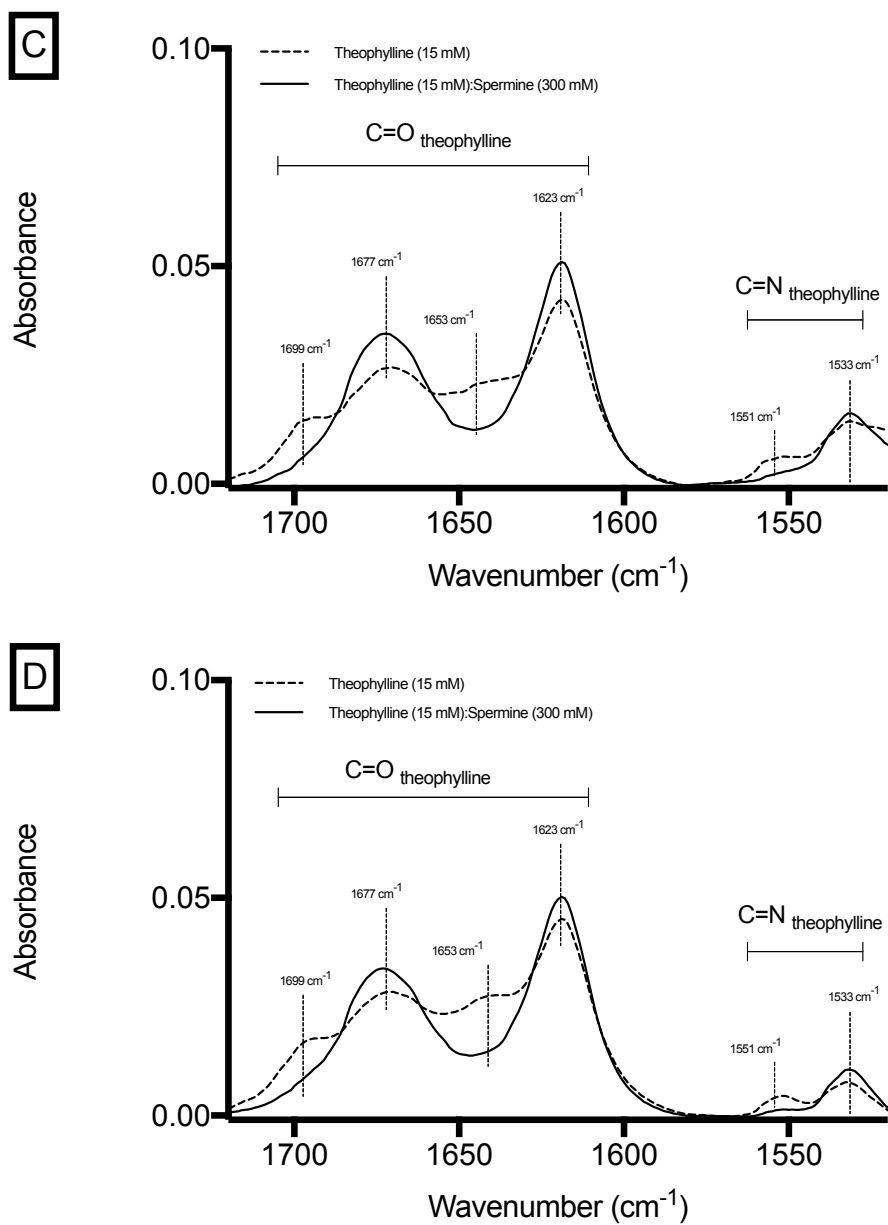 C
0.10
Theophylline (15 mM)
Theophylline (15 mM):Spermine (300 mM)
C=O theophylline
1623 cm-1
1677 cm-1
0.05
C=N theophylline
1653 cm-1
1699 cm-1
1533 cm-1
1551 cm-1
Absorbance
0.00
1700 1650 1600 1550
Wavenumber (cm-1)
D
0.10
Theophylline (15 mM)
Theophylline (15 mM):Spermine (300 mM)
C=O theophylline
1623 cm-1
1677 cm-1
0.05
C=N theophylline
1653 cm-1
1699 cm-1
1533 cm-1
1551 cm-1
Absorbance
0.00
1700 1650 1600 1550
Wavenumber (cm-1)